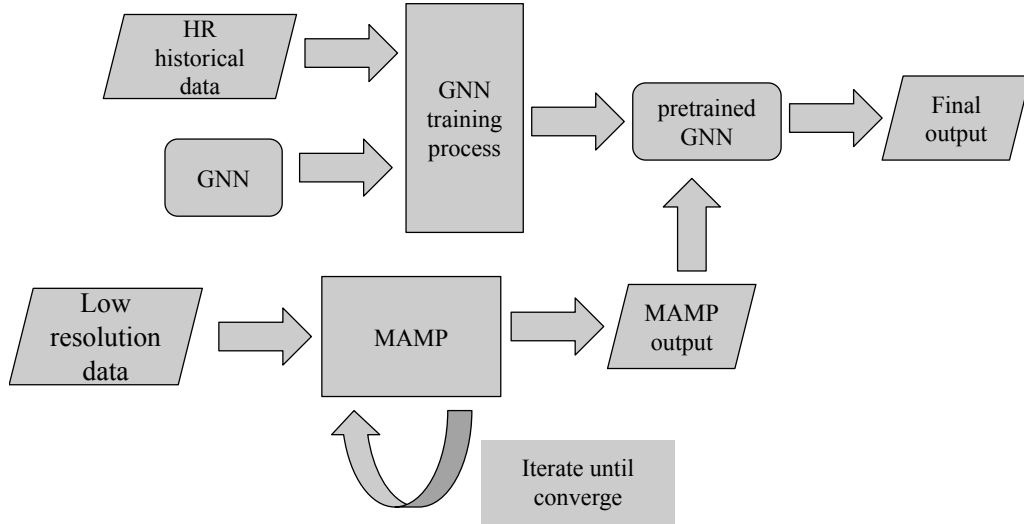 HR
historical
data
GNN
training
process
pretrained
GNN
Final
output
GNN
Low
resolution
data
MAMP
MAMP
output
Iterate until
converge